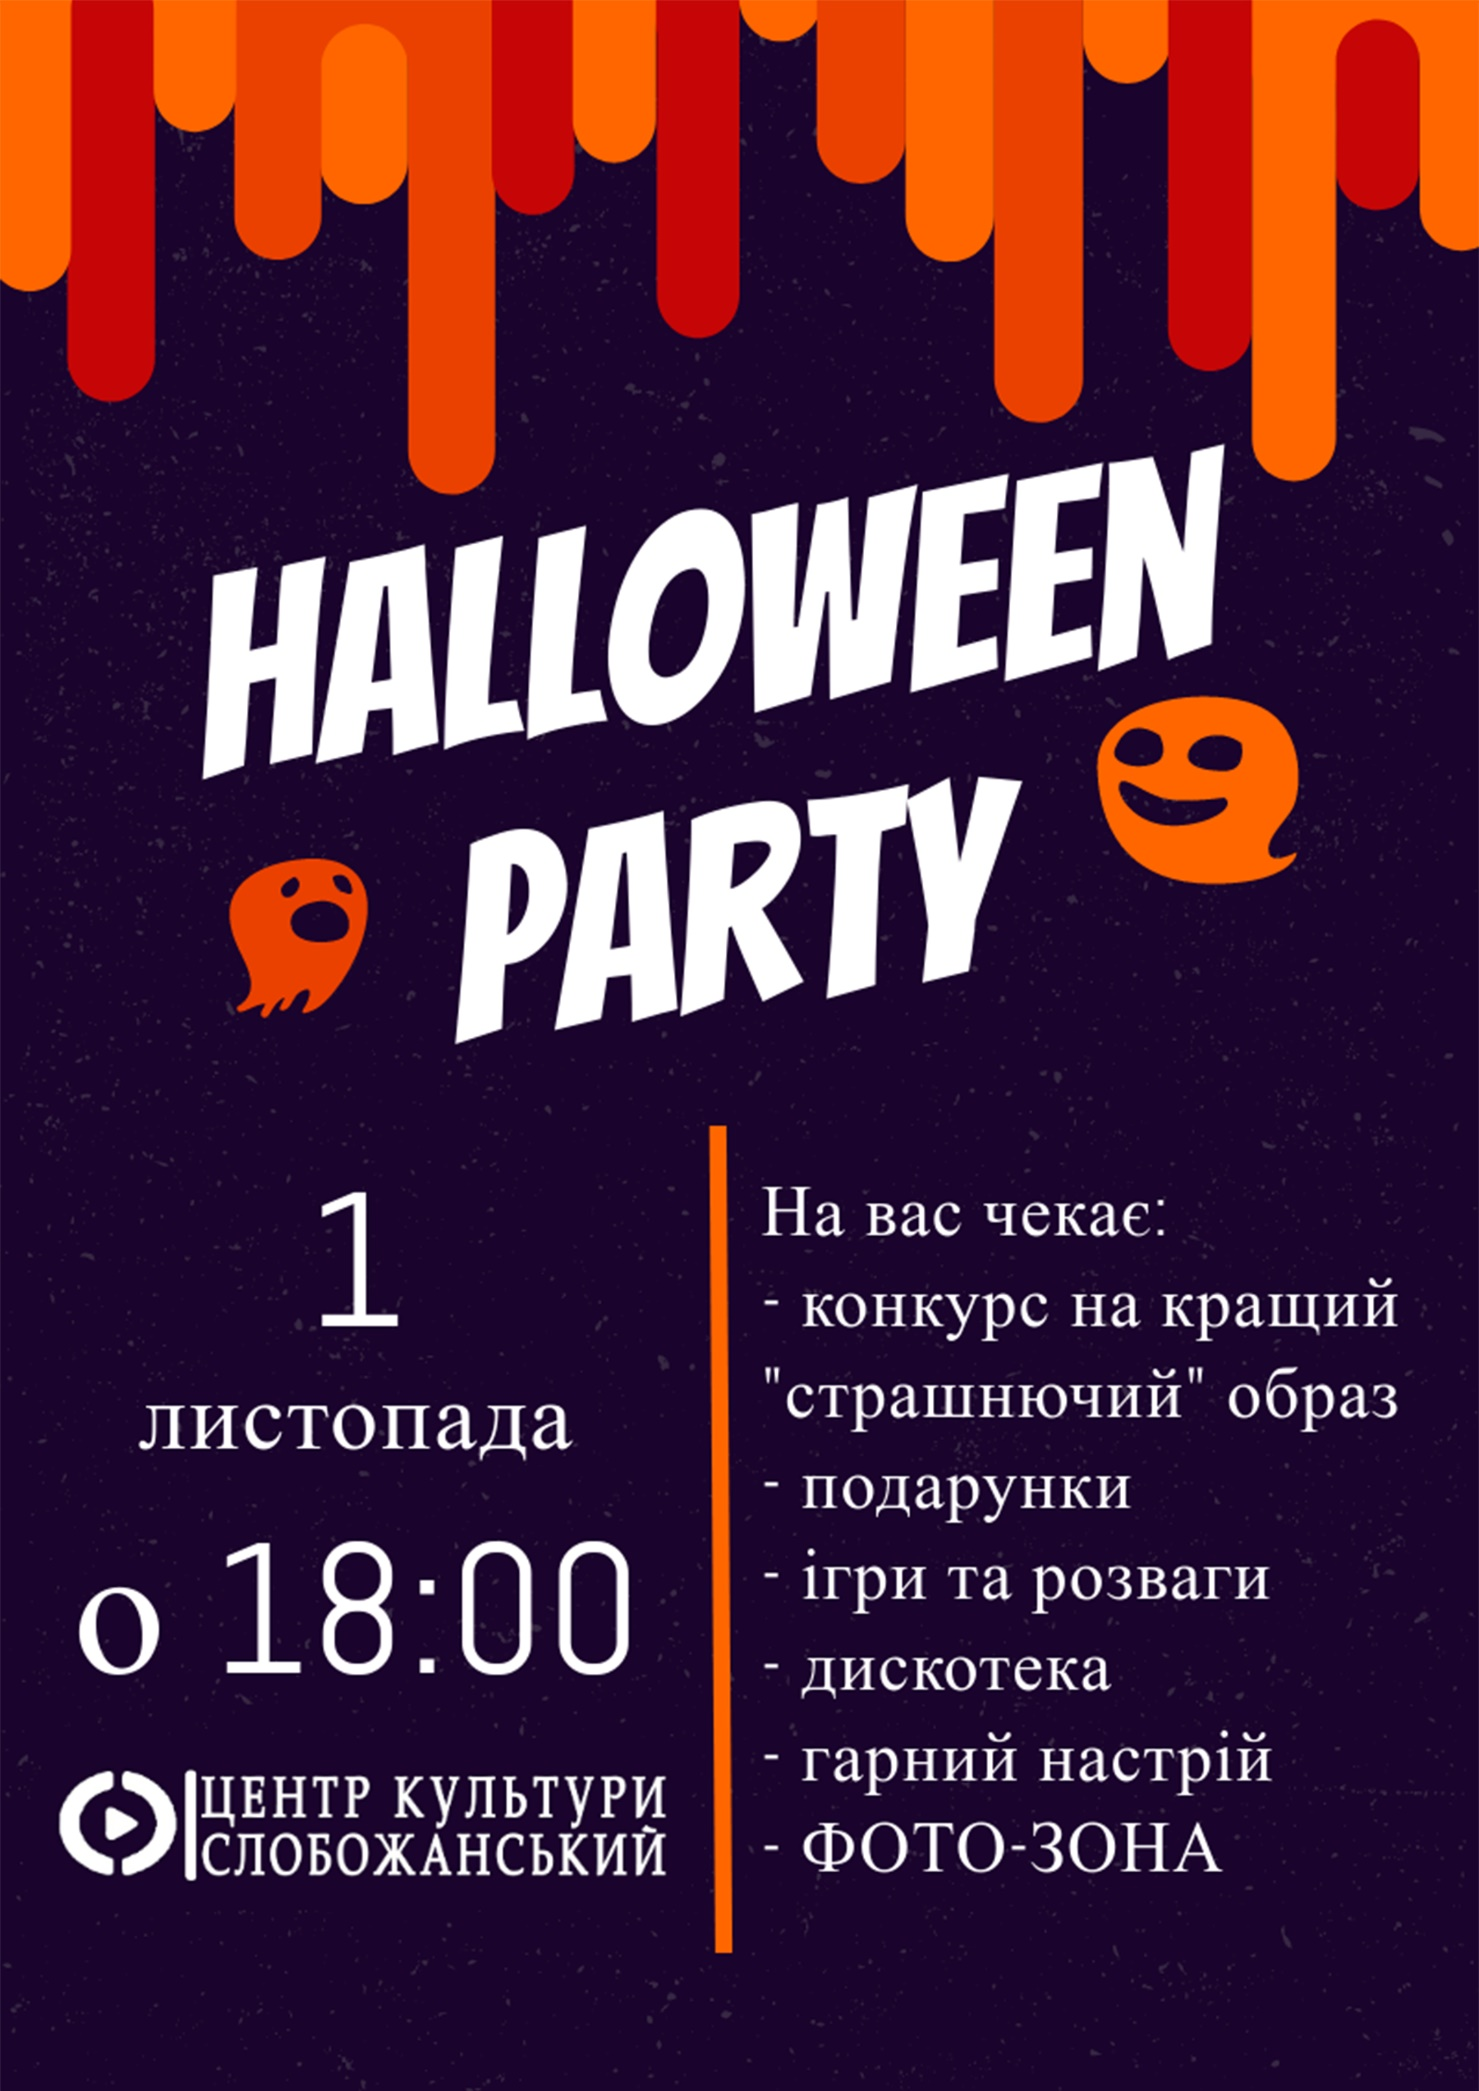 HALLOWEEN
PARTY
1
листопада
о 18:00
ЦЕНТР КУЛЬТУРИ
СЛОБОЖАНСЬКИЙ
На вас чекає:
- конкурс на кращий
"страшнючий" образ
- подарунки
- ігри та розваги
- дискотека
- гарний настрій
- ФОТО-ЗОНА